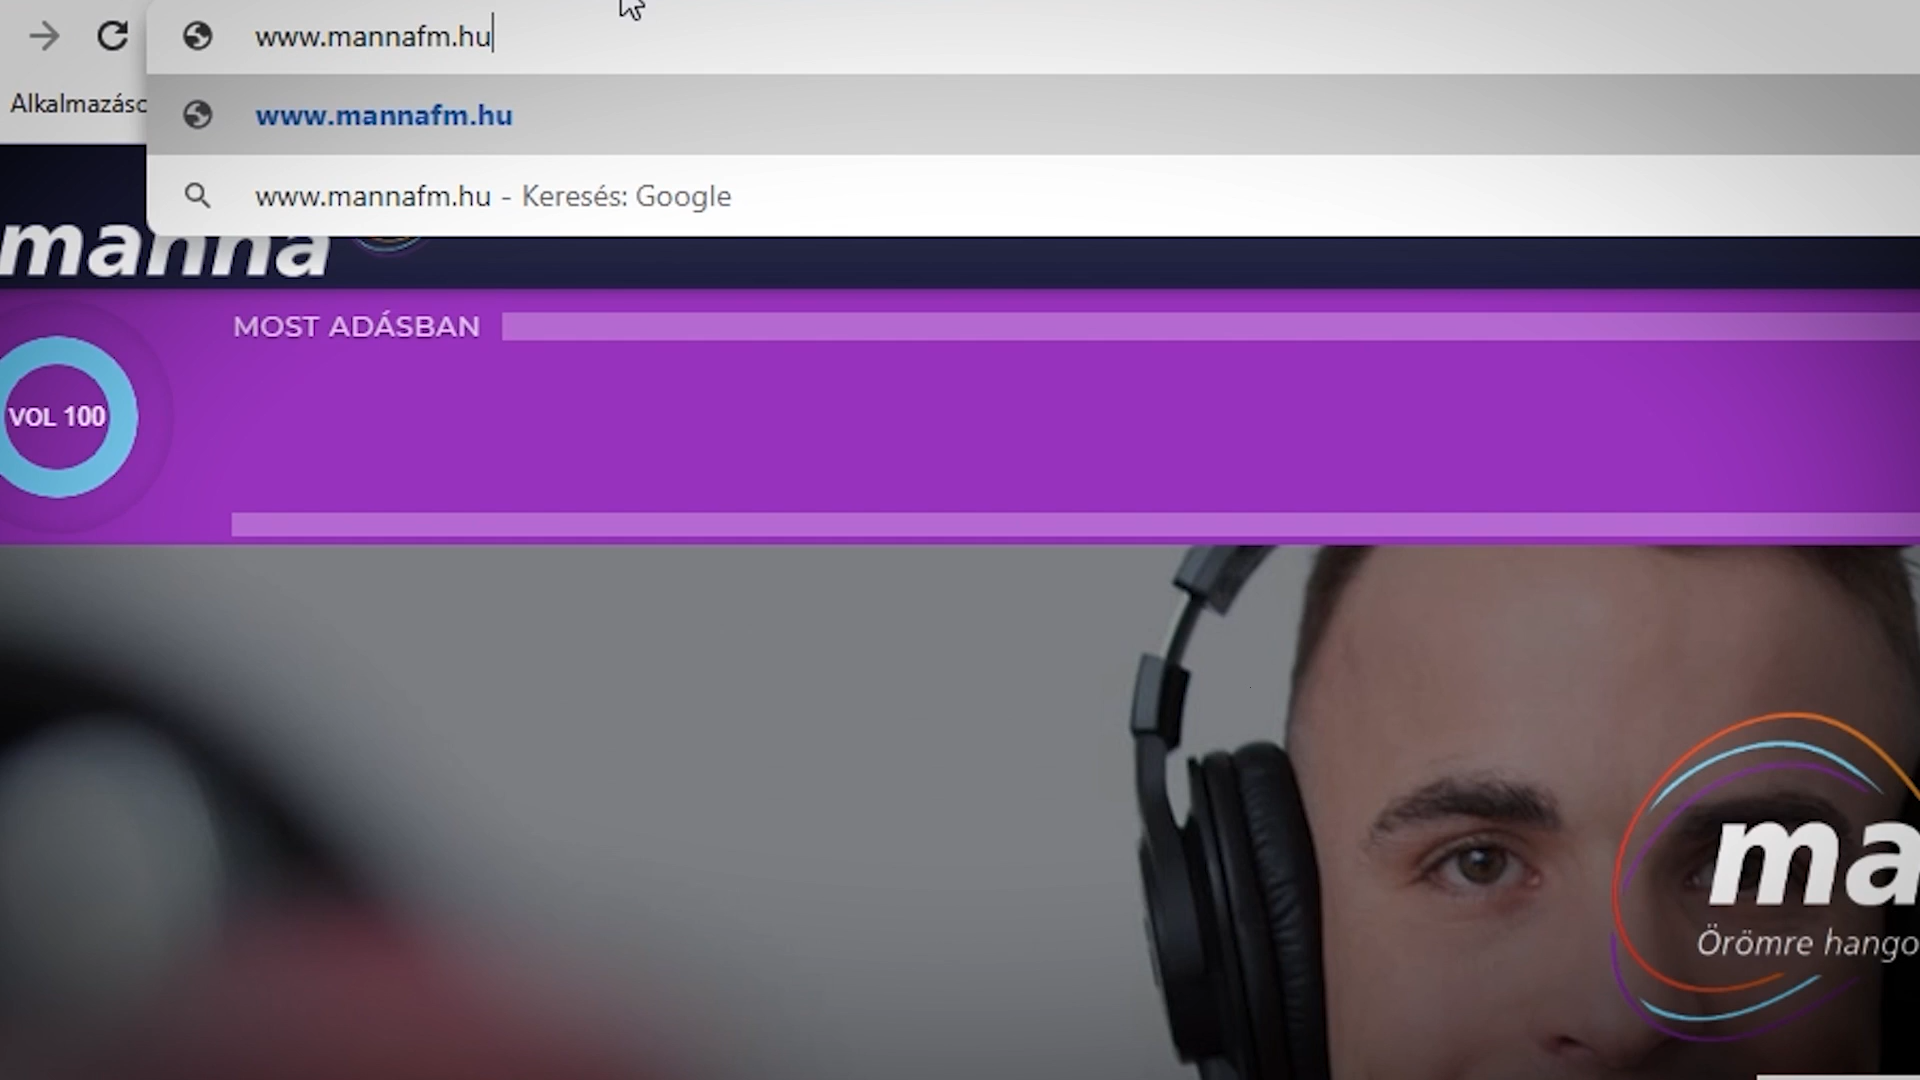 www.mannafm.hu
Alkalmazáso
www.mannafm.hu
www.mannafm.hu - Keresés: Google
manna
MOST ADÁSBAN
VOL 100
ma
Örömre hango